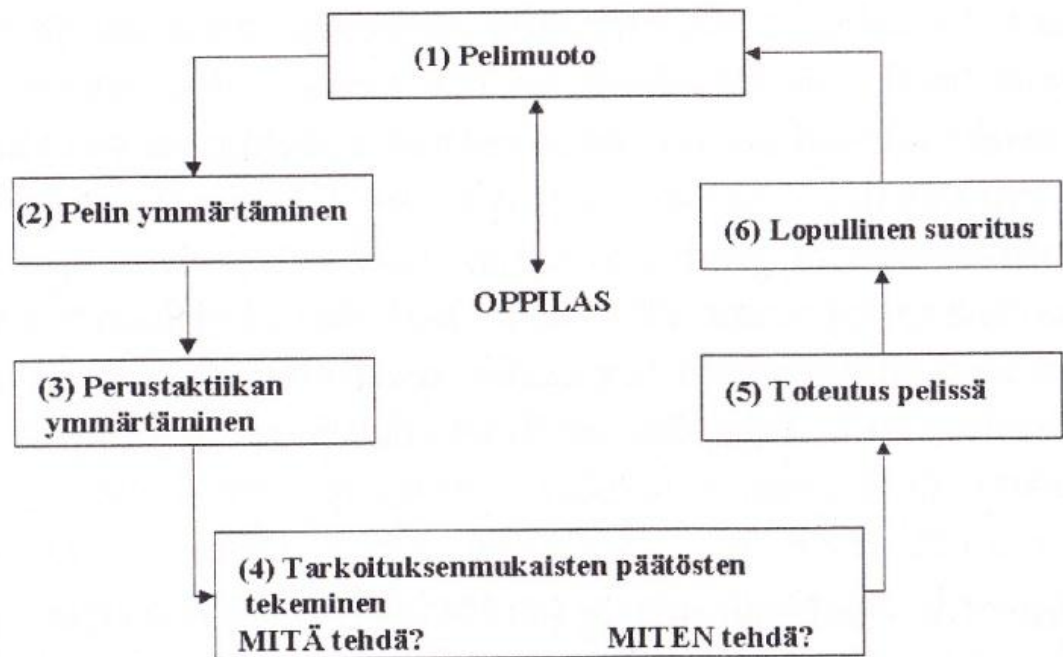 (1) Pelimuoto
(2) Pelin ymmärtäminen
(6) Lopullinen suoritus
OPPILAS
(3) Perustaktiikan
ymmärtäminen
(5) Toteutus pelissä
(4) Tarkoituksenmukaisten päätösten
tekeminen
MITÄ tehdä? MITEN tehdä?